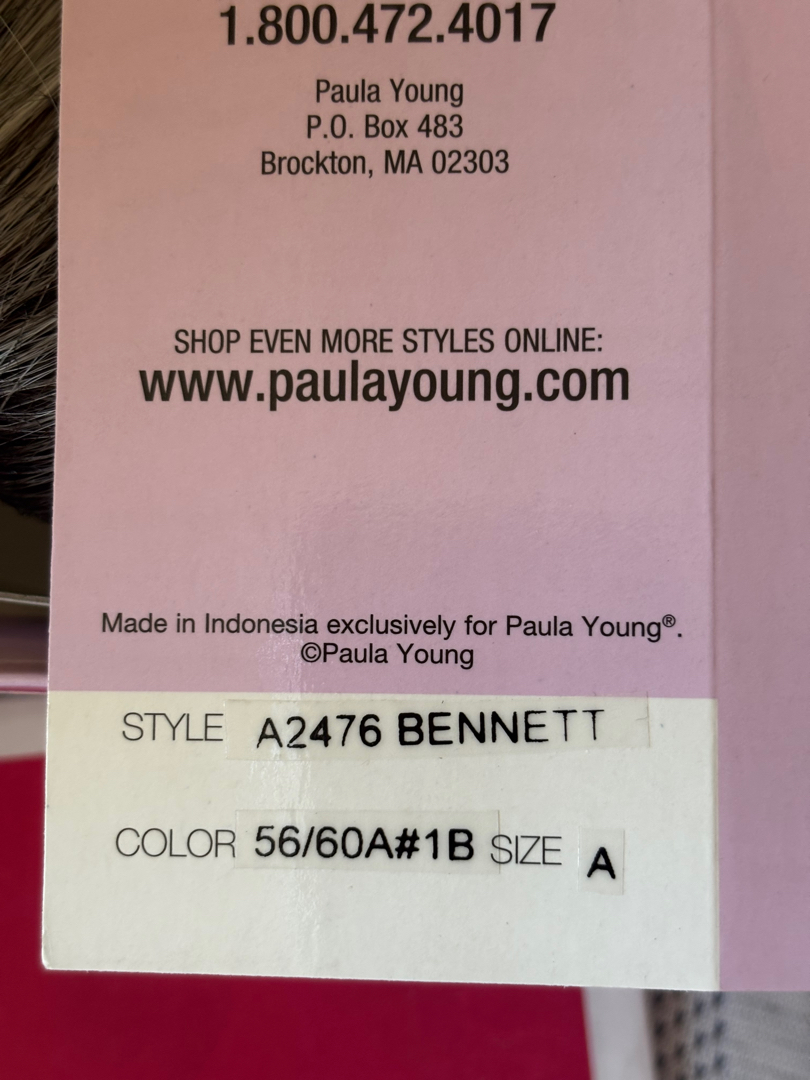 1.800.472.4017
Paula Young
P.O. Box 483
Brockton, MA 02303
SHOP EVEN MORE STYLES ONLINE:
www.paulayoung.com
Made in Indonesia exclusively for Paula Young®.
©Paula Young
STYLE A2476 BENNETT
COLOR 56/60A#1B SIZE A